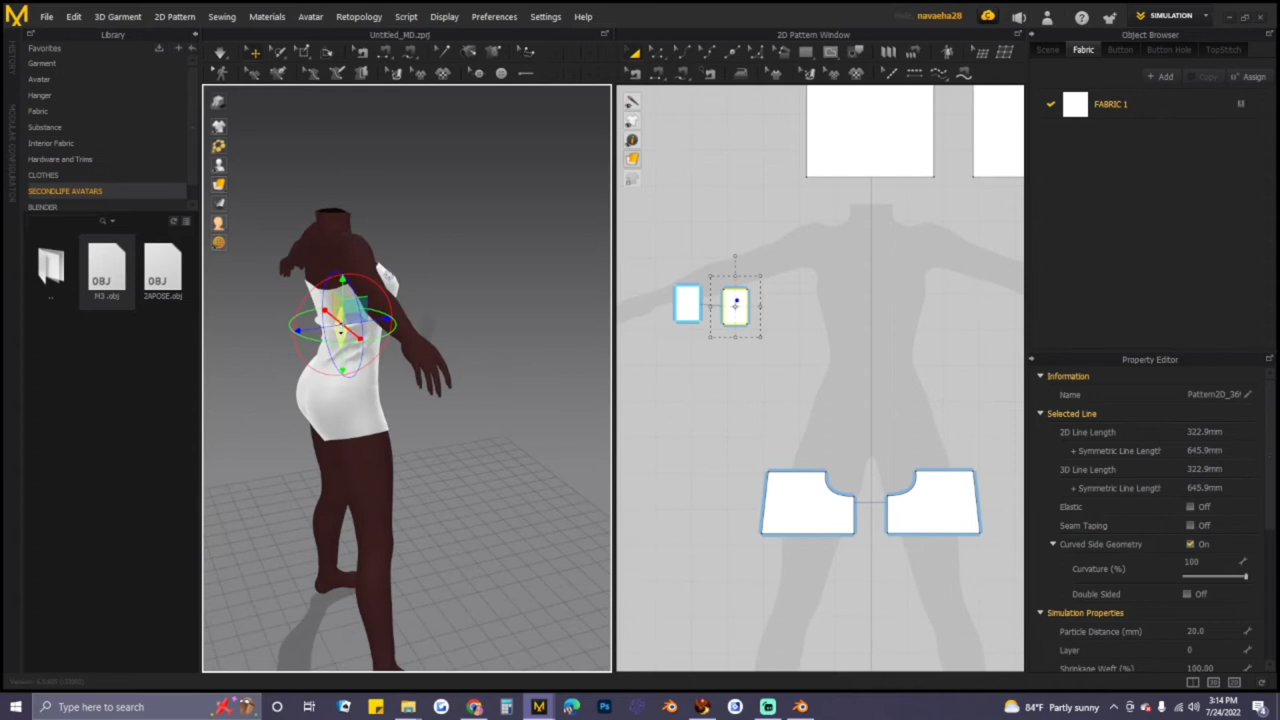 File Edit 3D Garment 2D Pattern Sewing Materials Avatar Retopology Script Display Preferences Settings Help
navaeha28
SIMULATION
Library
Untitled_MD.zprj
2D Pattern Window
Object Browser
HISTORY
MODULAR CONFIGURATOR
Favorites
Garment
Avatar
Hanger
Fabric
Substance
Interior Fabric
Hardware and Trims
CLOTHES
SECONDLIFE AVATARS
BLENDER
..
OBJ
M3 .obj
OBJ
2APOSE.obj
Scene Fabric Button Button Hole TopStitch
+ Add Copy Assign
FABRIC 1
Property Editor
Information
Name Pattern2D_36
Selected Line
2D Line Length 322.9mm
+ Symmetric Line Length 645.9mm
3D Line Length 322.9mm
+ Symmetric Line Length 645.9mm
Elastic Off
Seam Taping Off
Curved Side Geometry On
Curvature (%) 100
Double Sided Off
Simulation Properties
Particle Distance (mm) 20.0
Layer 0
Shrinkage Weft (%) 100.00
Type here to search
84°F Partly sunny
3:14 PM
7/24/2022